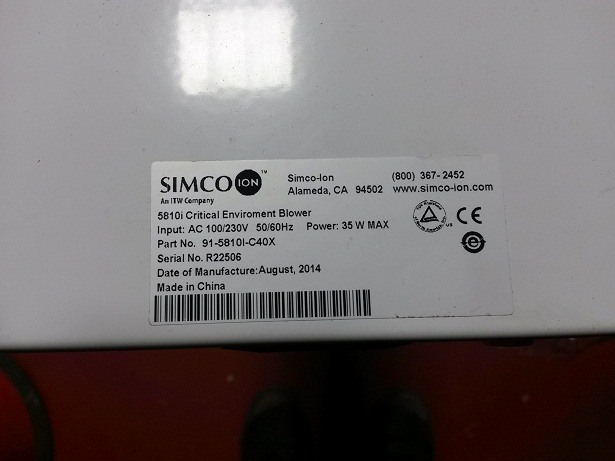 SIMCO ION™
An ITW Company
Simco-Ion (800) 367-2452
Alameda, CA 94502 www.simco-ion.com
5810i Critical Enviroment Blower
Input: AC 100/230V 50/60Hz Power: 35 W MAX
Part No. 91-5810I-C40X
Serial No. R22506
Date of Manufacture:August, 2014
Made in China
US
CE